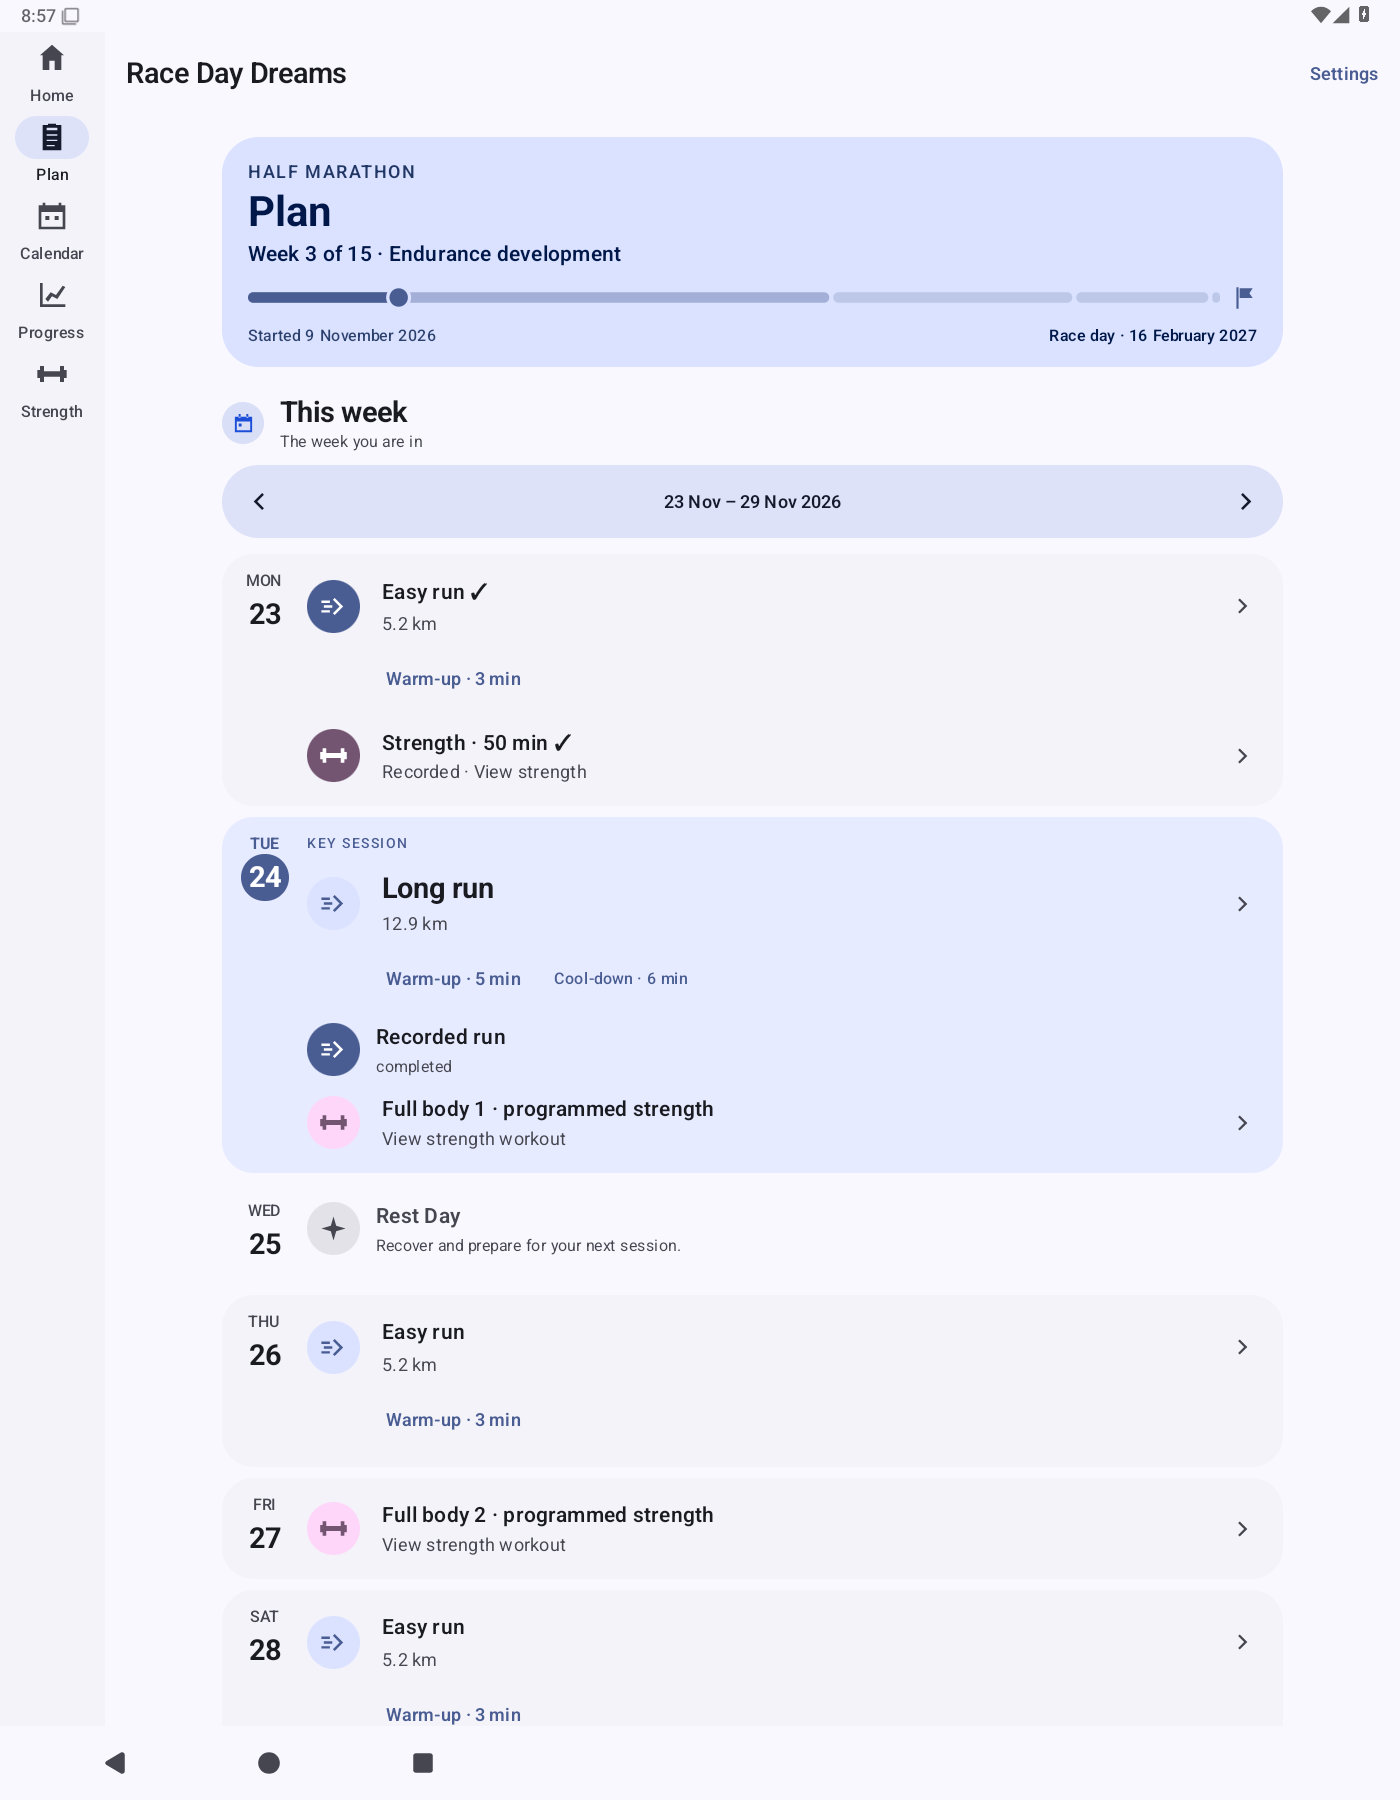 8:57
Race Day Dreams
Settings
Home
Plan
Calendar
Progress
Strength
HALF MARATHON
Plan
Week 3 of 15 · Endurance development
Started 9 November 2026
Race day · 16 February 2027
This week
The week you are in
23 Nov – 29 Nov 2026
MON
23
Easy run ✓
5.2 km
Warm-up · 3 min
Strength · 50 min ✓
Recorded · View strength
TUE
24
KEY SESSION
Long run
12.9 km
Warm-up · 5 min
Cool-down · 6 min
Recorded run
completed
Full body 1 · programmed strength
View strength workout
WED
25
Rest Day
Recover and prepare for your next session.
THU
26
Easy run
5.2 km
Warm-up · 3 min
FRI
27
Full body 2 · programmed strength
View strength workout
SAT
28
Easy run
5.2 km
Warm-up · 3 min